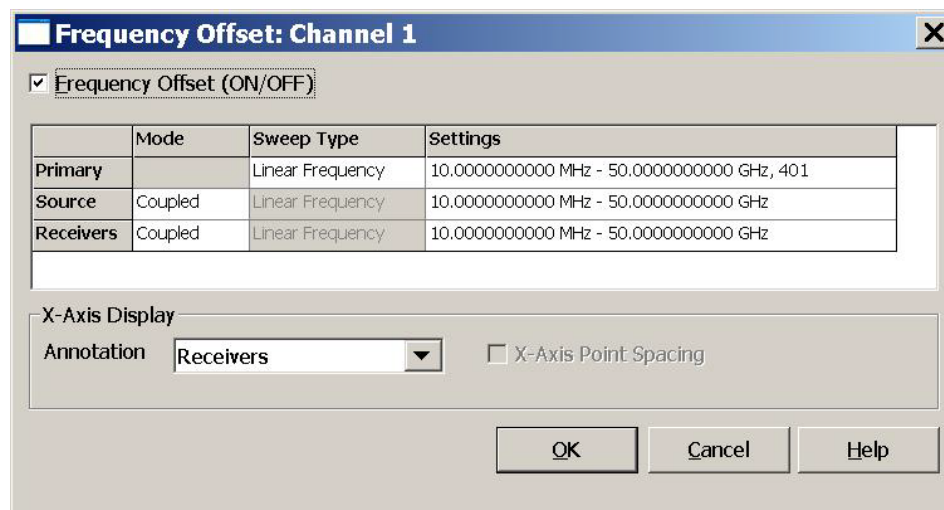 Frequency Offset: Channel 1
Frequency Offset (ON/OFF)
Mode Sweep Type Settings
Primary Linear Frequency 10.0000000000 MHz - 50.0000000000 GHz, 401
Source Coupled Linear Frequency 10.0000000000 MHz - 50.0000000000 GHz
Receivers Coupled Linear Frequency 10.0000000000 MHz - 50.0000000000 GHz
X-Axis Display
Annotation Receivers X-Axis Point Spacing
OK Cancel Help